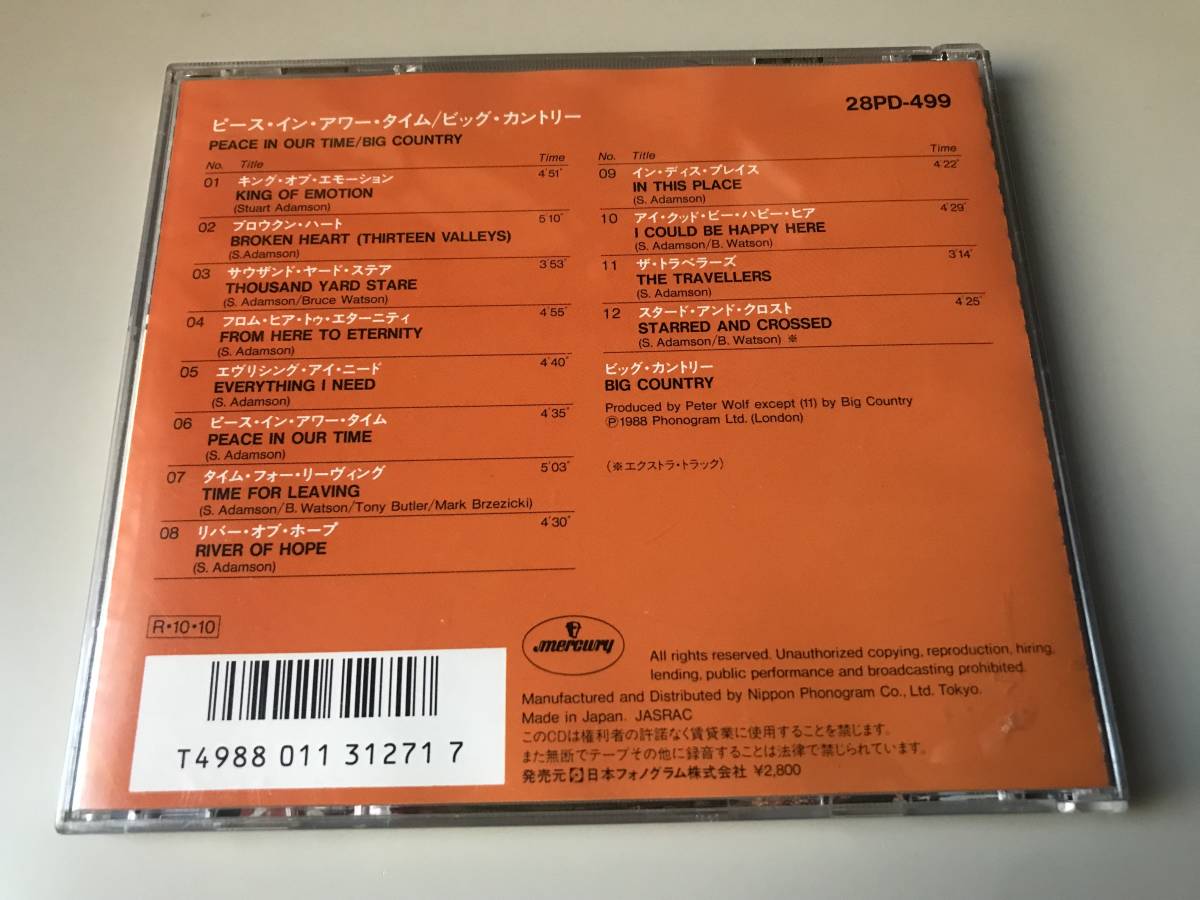 28PD-499
ピース・イン・アワー・タイム/ビッグ・カントリー
PEACE IN OUR TIME/BIG COUNTRY
No. Title Time
01 キング・オブ・エモーション 4'51"
KING OF EMOTION
(Stuart Adamson)
02 ブロウクン・ハート 5'10"
BROKEN HEART (THIRTEEN VALLEYS)
(S.Adamson)
03 サウザンド・ヤード・ステア 3'53"
THOUSAND YARD STARE
(S. Adamson/Bruce Watson)
04 フロム・ヒア・トゥ・エターニティ 4'55"
FROM HERE TO ETERNITY
(S. Adamson)
05 エヴリシング・アイ・ニード 4'40"
EVERYTHING I NEED
(S. Adamson)
06 ピース・イン・アワー・タイム 4'35"
PEACE IN OUR TIME
(S. Adamson)
07 タイム・フォー・リーヴィング 5'03"
TIME FOR LEAVING
(S. Adamson/B. Watson/Tony Butler/Mark Brzezicki)
08 リバー・オブ・ホープ 4'30"
RIVER OF HOPE
(S. Adamson)
No. Title Time
09 イン・ディス・プレイス 4'22"
IN THIS PLACE
(S. Adamson)
10 アイ・クッド・ビー・ハピー・ヒア 4'29"
I COULD BE HAPPY HERE
(S. Adamson/B. Watson)
11 ザ・トラベラーズ 3'14"
THE TRAVELLERS
(S. Adamson)
12 スタード・アンド・クロスト 4'25"
STARRED AND CROSSED
(S. Adamson/B. Watson) ※
ビッグ・カントリー
BIG COUNTRY
Produced by Peter Wolf except (11) by Big Country
Ⓟ1988 Phonogram Ltd. (London)
(※エクストラ・トラック)
R・10・10
T4988 011 31271 7
mercury
All rights reserved. Unauthorized copying, reproduction, hiring,
lending, public performance and broadcasting prohibited.
Manufactured and Distributed by Nippon Phonogram Co., Ltd. Tokyo.
Made in Japan. JASRAC
このCDは権利者の許諾なく賃貸業に使用することを禁じます。
また無断でテープその他に録音することは法律で禁じられています。
発売元 日本フォノグラム株式会社 ¥2,800